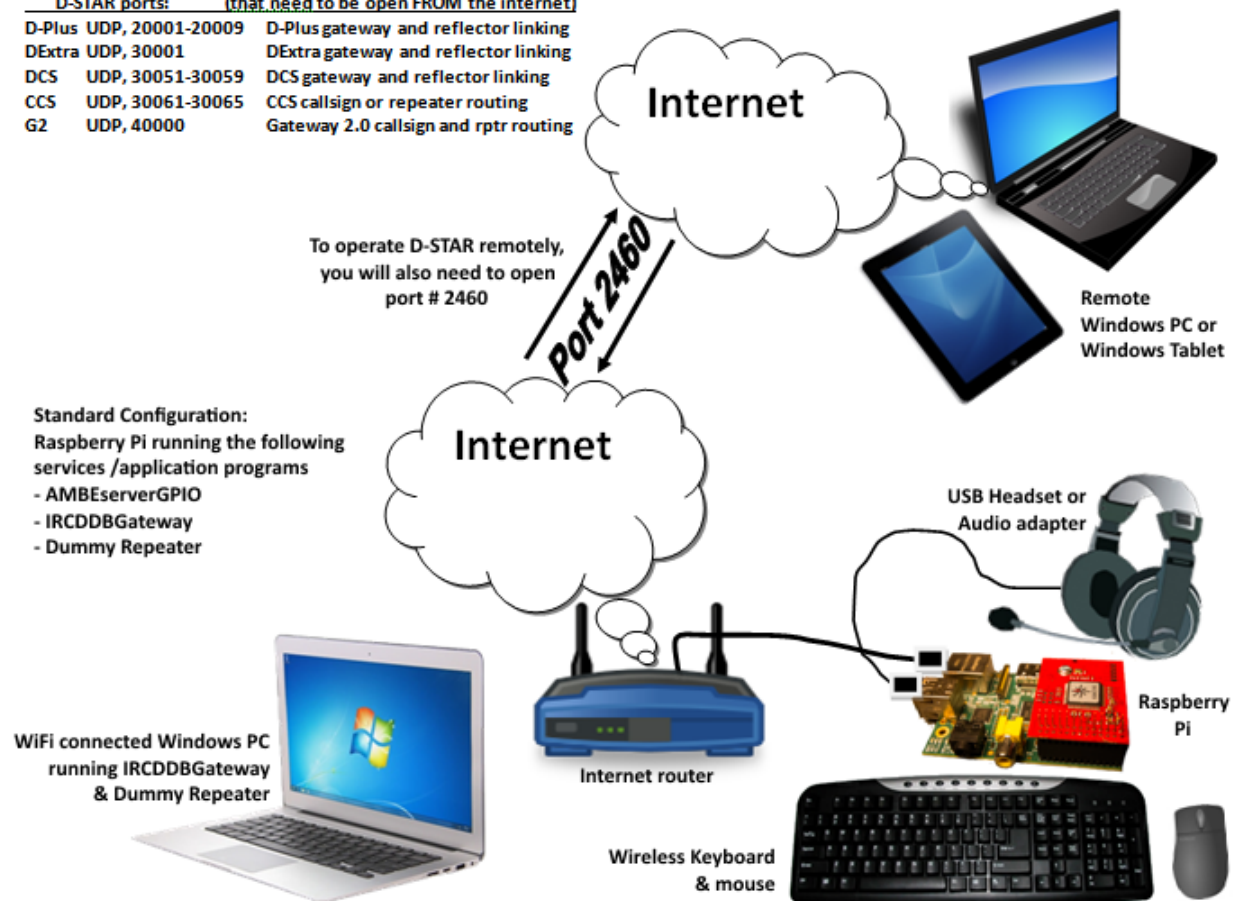 D-STAR ports: (that need to be open FROM the internet)
D-Plus UDP, 20001-20009 D-Plus gateway and reflector linking
DExtra UDP, 30001 DExtra gateway and reflector linking
DCS UDP, 30051-30059 DCS gateway and reflector linking
CCS UDP, 30061-30065 CCS callsign or repeater routing
G2 UDP, 40000 Gateway 2.0 callsign and rptr routing
Internet
To operate D-STAR remotely,
you will also need to open
port # 2460
Port 2460
Remote
Windows PC or
Windows Tablet
Standard Configuration:
Raspberry Pi running the following
services /application programs
- AMBEserverGPIO
- IRCDDBGateway
- Dummy Repeater
Internet
USB Headset or
Audio adapter
Raspberry
Pi
WiFi connected Windows PC
running IRCDDBGateway
& Dummy Repeater
Internet router
Wireless Keyboard
& mouse